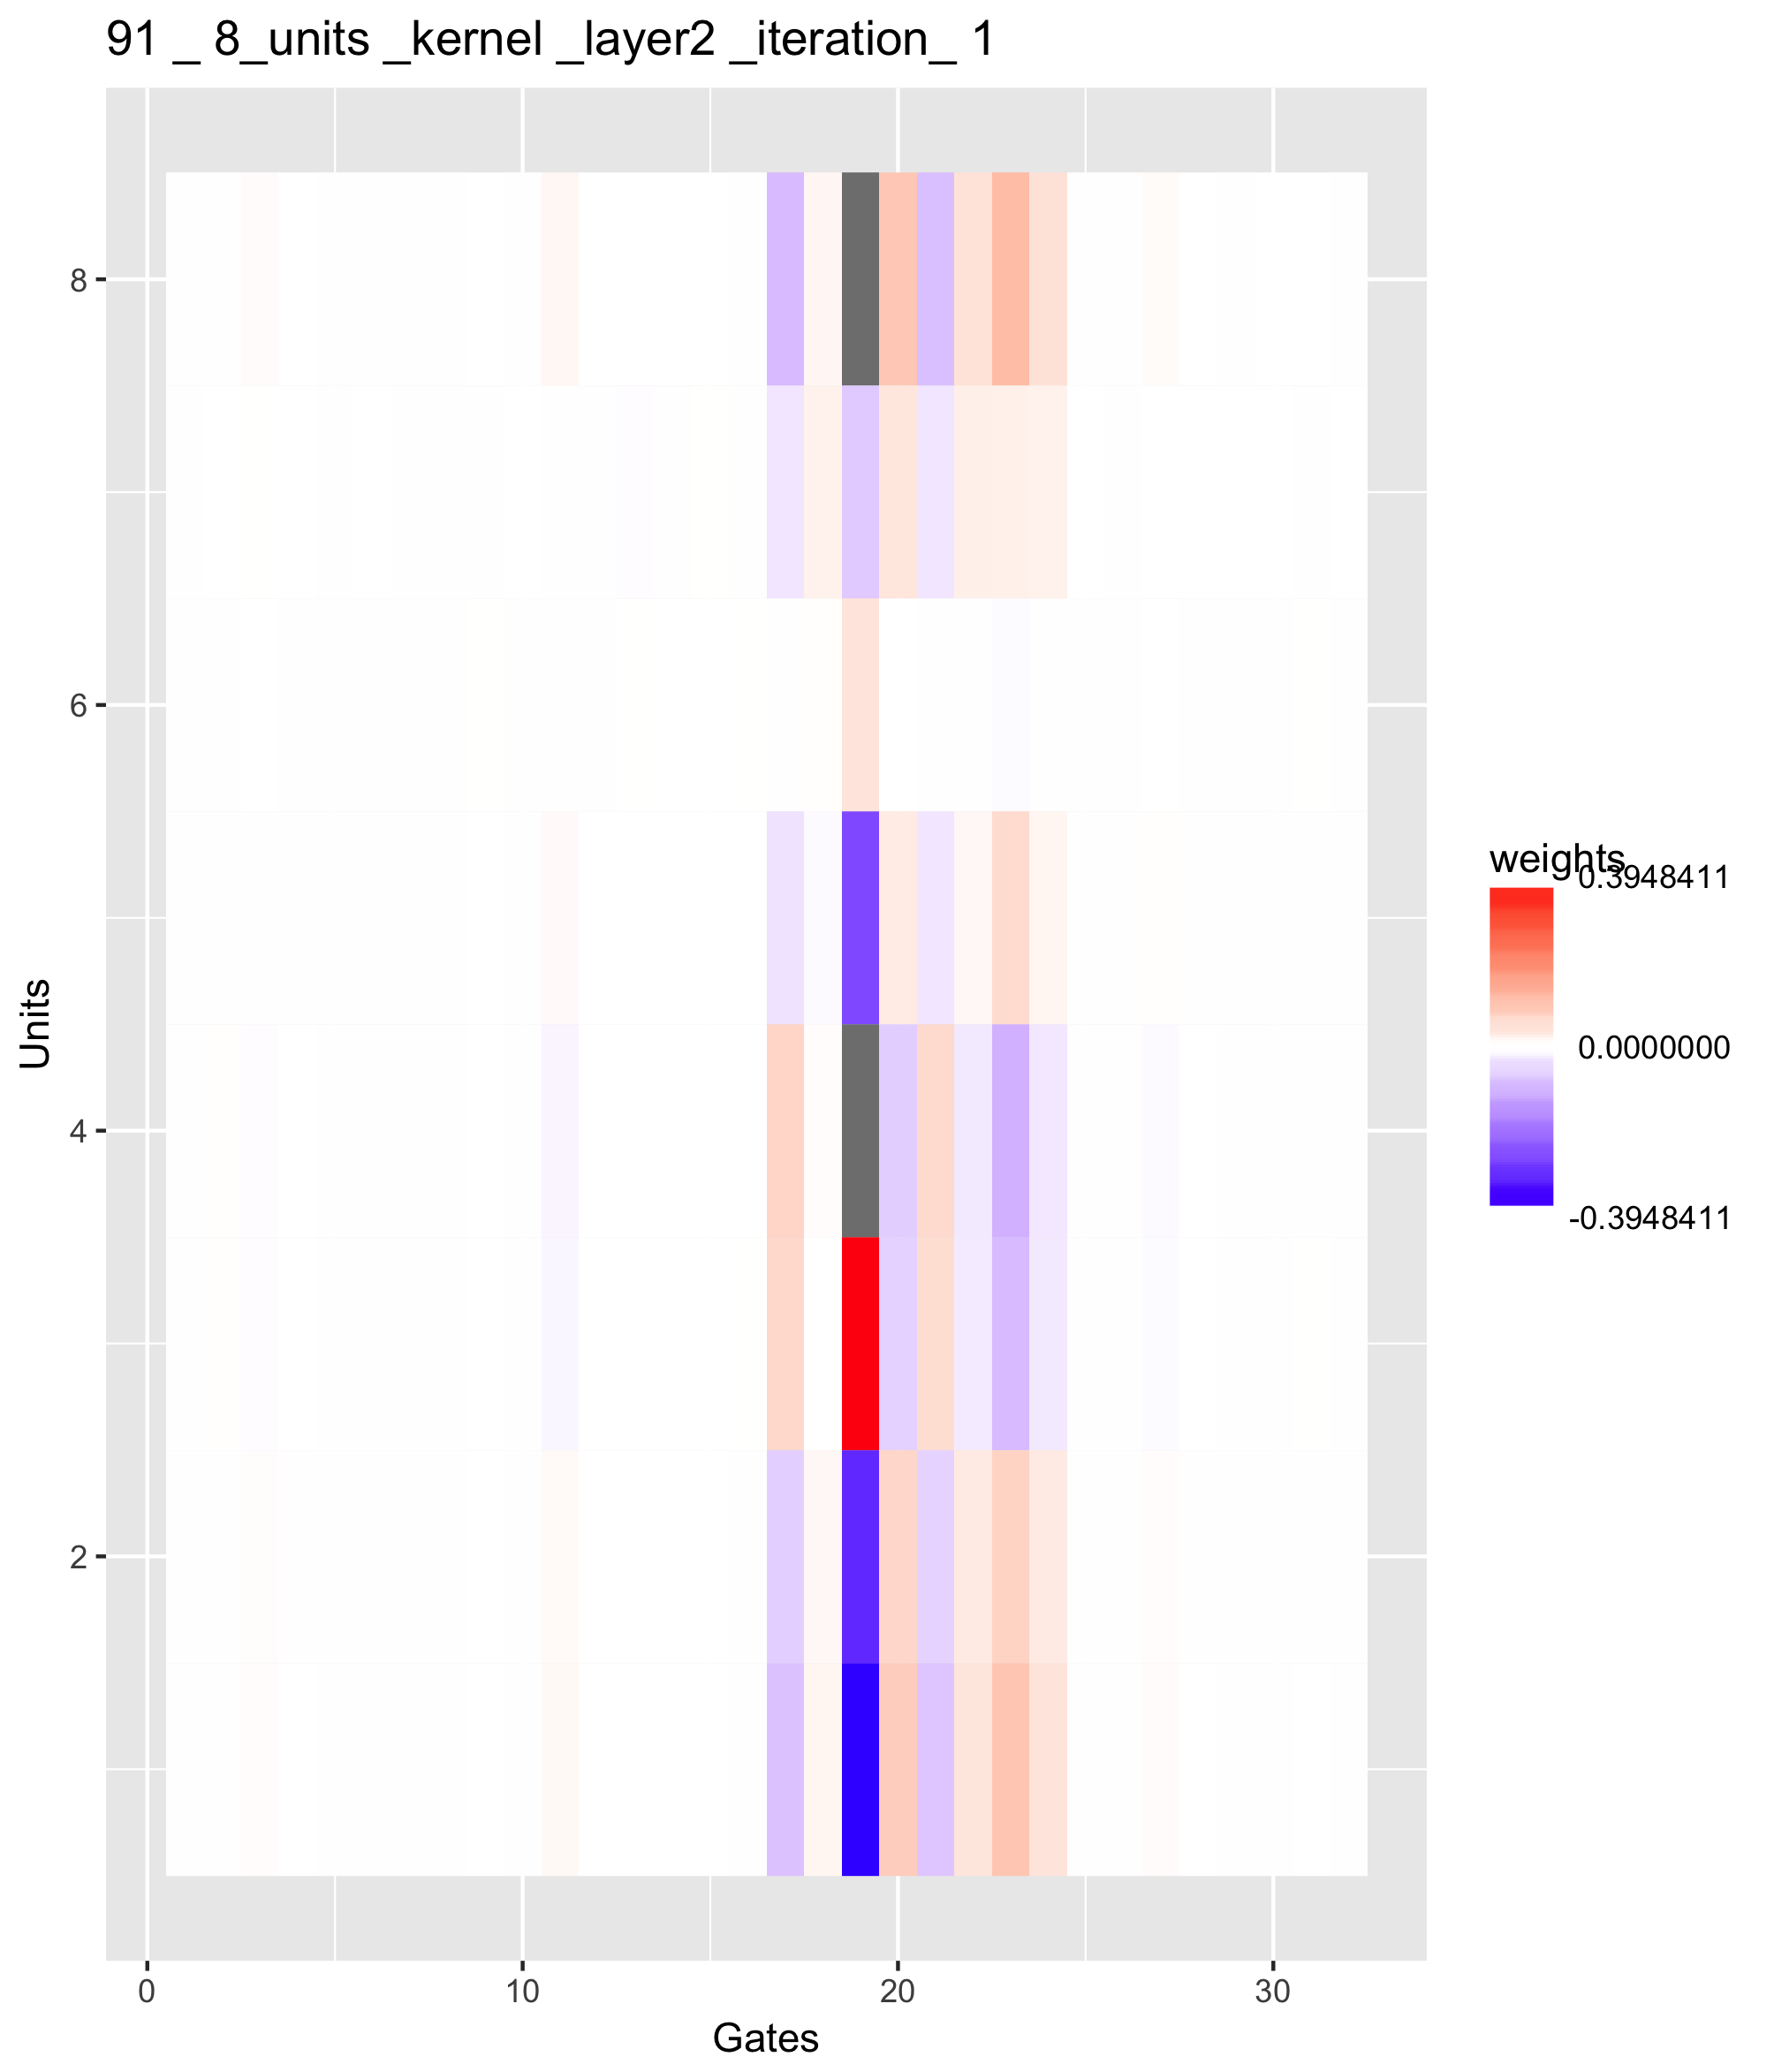 91 _ 8_units _kernel _layer2 _iteration_ 1
8
6
4
2
Units
0 10 20 30
Gates
weights
0.3948411
0.0000000
-0.3948411